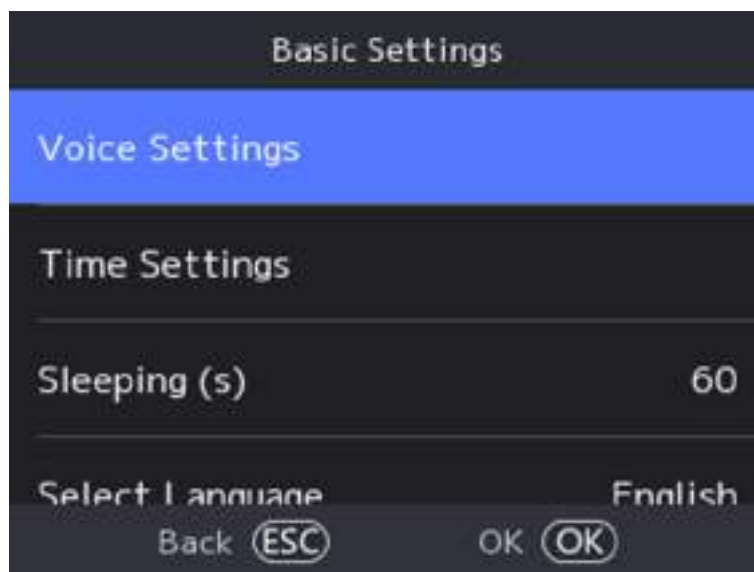 Basic Settings
Voice Settings
Time Settings
Sleeping (s) 60
Select Language English
Back ESC OK OK